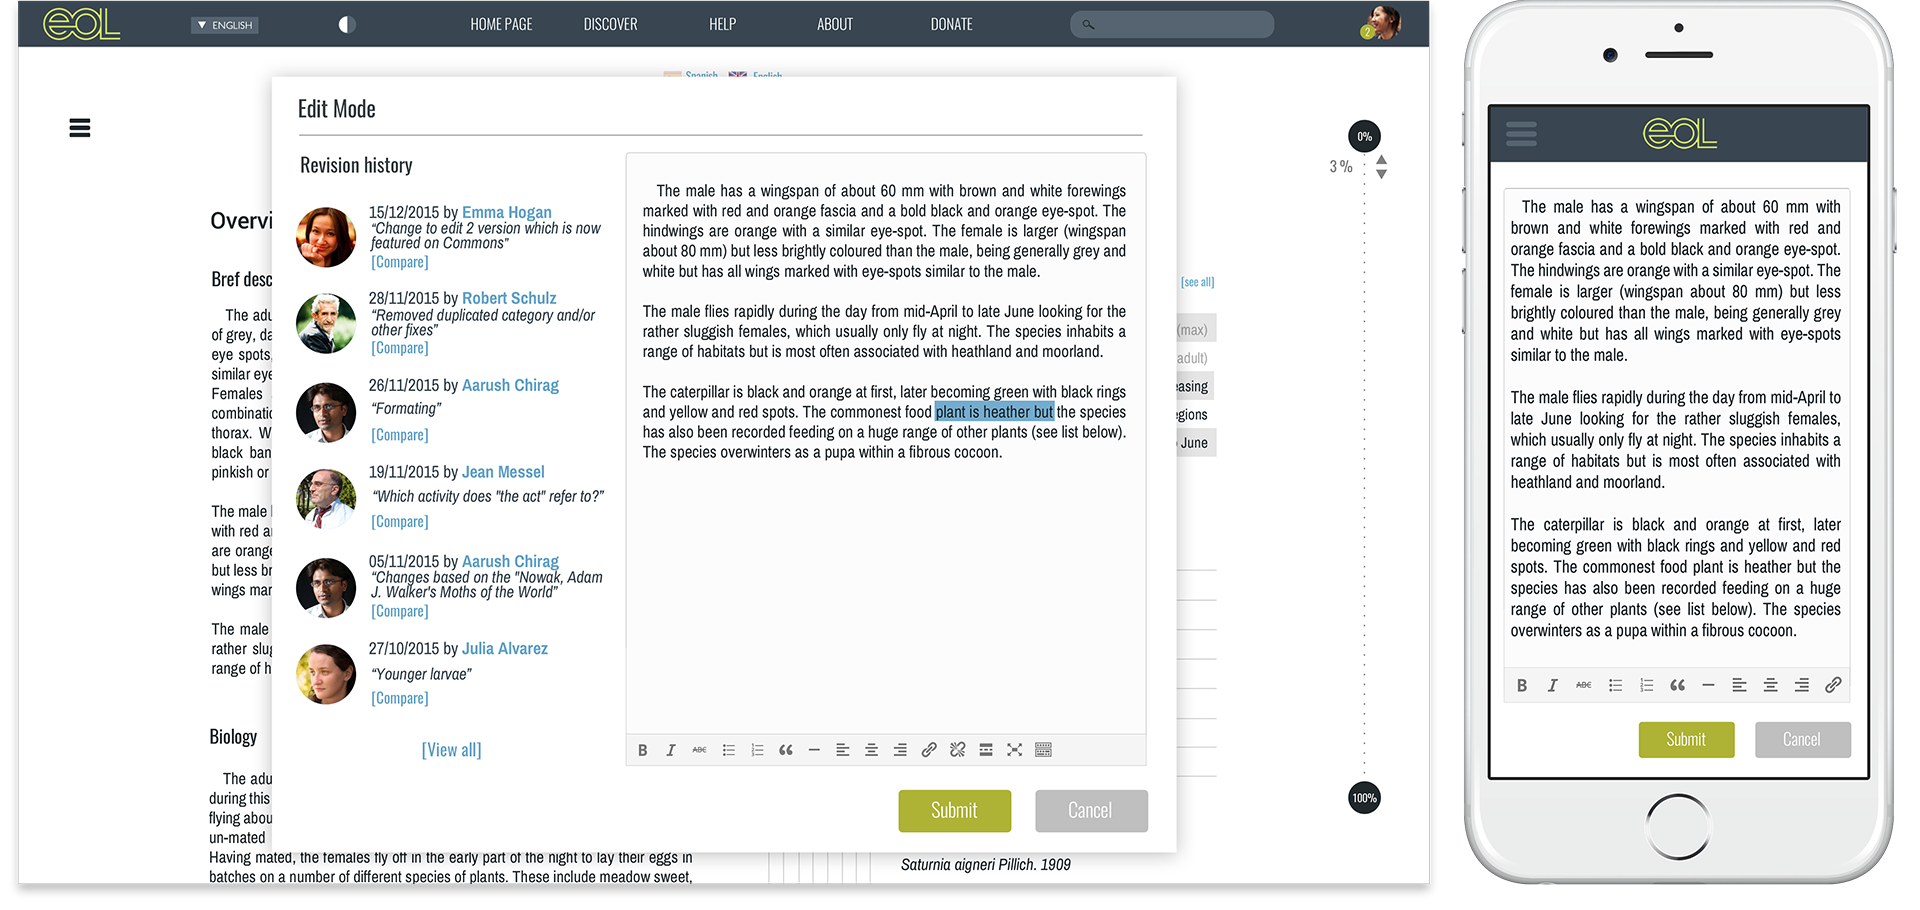 eoL
▼ ENGLISH
HOME PAGE
DISCOVER
HELP
ABOUT
DONATE
2
Spanish
English
Edit Mode
Revision history
15/12/2015 by Emma Hogan
“Change to edit 2 version which is now
featured on Commons”
[Compare]
28/11/2015 by Robert Schulz
“Removed duplicated category and/or
other fixes”
[Compare]
26/11/2015 by Aarush Chirag
“Formating”
[Compare]
19/11/2015 by Jean Messel
“Which activity does "the act" refer to?”
[Compare]
05/11/2015 by Aarush Chirag
“Changes based on the "Nowak, Adam
J. Walker's Moths of the World”
[Compare]
27/10/2015 by Julia Alvarez
“Younger larvae”
[Compare]
[View all]
The male has a wingspan of about 60 mm with brown and white forewings
marked with red and orange fascia and a bold black and orange eye-spot. The
hindwings are orange with a similar eye-spot. The female is larger (wingspan
about 80 mm) but less brightly coloured than the male, being generally grey and
white but has all wings marked with eye-spots similar to the male.
The male flies rapidly during the day from mid-April to late June looking for the
rather sluggish females, which usually only fly at night. The species inhabits a
range of habitats but is most often associated with heathland and moorland.
The caterpillar is black and orange at first, later becoming green with black rings
and yellow and red spots. The commonest food plant is heather but the species
has also been recorded feeding on a huge range of other plants (see list below).
The species overwinters as a pupa within a fibrous cocoon.
B I ABC
Submit
Cancel
Overvi
Bref desc
The adu
of grey, da
eye spots,
similar eye
Females
combinatio
thorax. W
black ban
pinkish or
The male
with red a
are orange
but less br
wings mar
The male
rather slug
range of h
Biology
The adu
during this
flying abou
un-mated
Having mated, the females fly off in the early part of the night to lay their eggs in
batches on a number of different species of plants. These include meadow sweet,
[see all]
(max)
adult)
easing
egions
June
Saturnia aigneri Pillich. 1909
0%
3 %
100%
eoL
The male has a wingspan of about 60 mm with
brown and white forewings marked with red and
orange fascia and a bold black and orange eye-spot.
The hindwings are orange with a similar eye-spot. The
female is larger (wingspan about 80 mm) but less
brightly coloured than the male, being generally grey
and white but has all wings marked with eye-spots
similar to the male.
The male flies rapidly during the day from mid-April to
late June looking for the rather sluggish females,
which usually only fly at night. The species inhabits a
range of habitats but is most often associated with
heathland and moorland.
The caterpillar is black and orange at first, later
becoming green with black rings and yellow and red
spots. The commonest food plant is heather but the
species has also been recorded feeding on a huge
range of other plants (see list below). The species
overwinters as a pupa within a fibrous cocoon.
B I ABC
Submit
Cancel